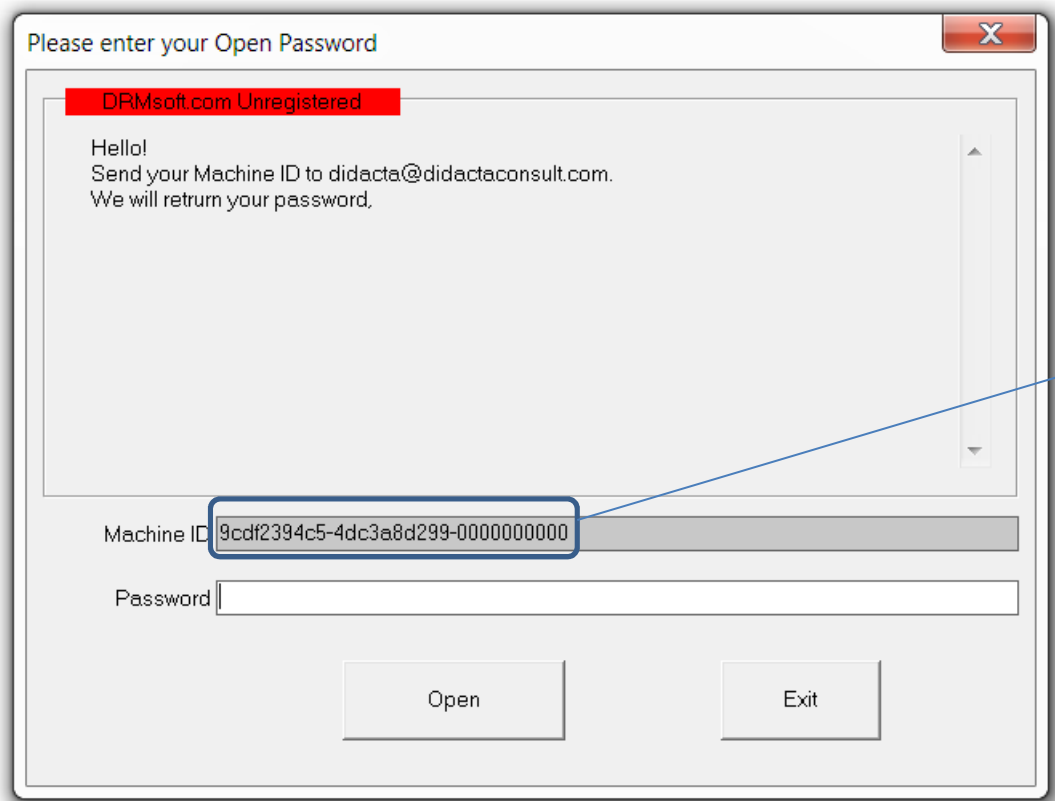 Please enter your Open Password
X
DRMsoft.com Unregistered
Hello!
Send your Machine ID to didacta@didactaconsult.com.
We will retrurn your password,
Machine ID 9cdf2394c5-4dc3a8d299-0000000000
Password
Open Exit